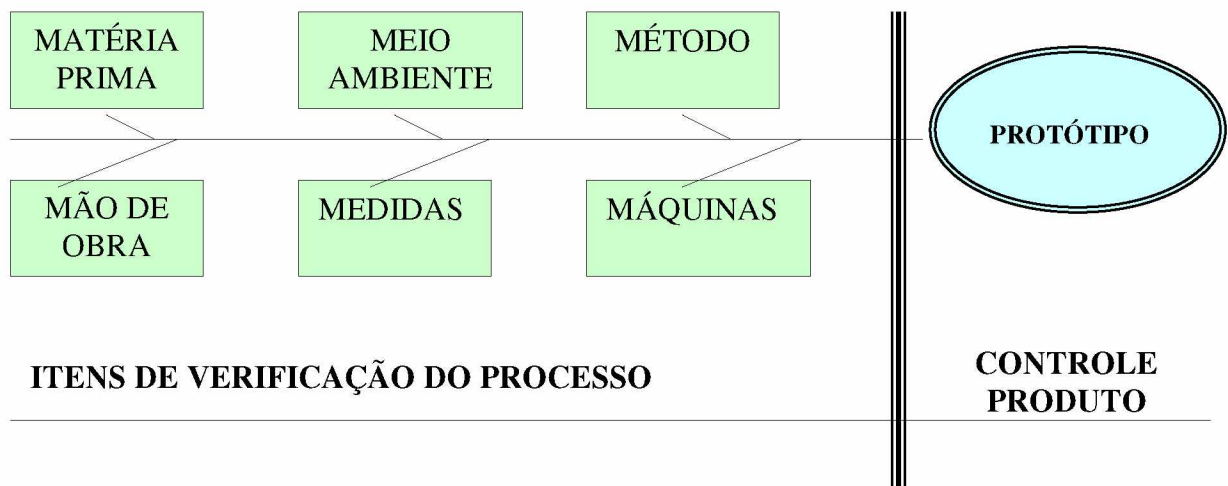 MATÉRIA
PRIMA
MEIO
AMBIENTE
MÉTODO
PROTÓTIPO
MÃO DE
OBRA
MEDIDAS
MÁQUINAS
ITENS DE VERIFICAÇÃO DO PROCESSO
CONTROLE
PRODUTO